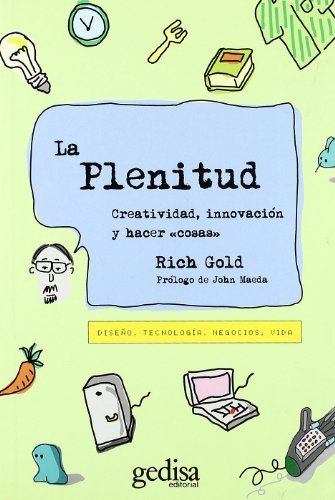 La
Plenitud
Creatividad, innovación
y hacer «cosas»
Rich Gold
Prólogo de John Maeda
DISEÑO, TECNOLOGÍA, NEGOCIOS, VIDA
gedisa
editorial